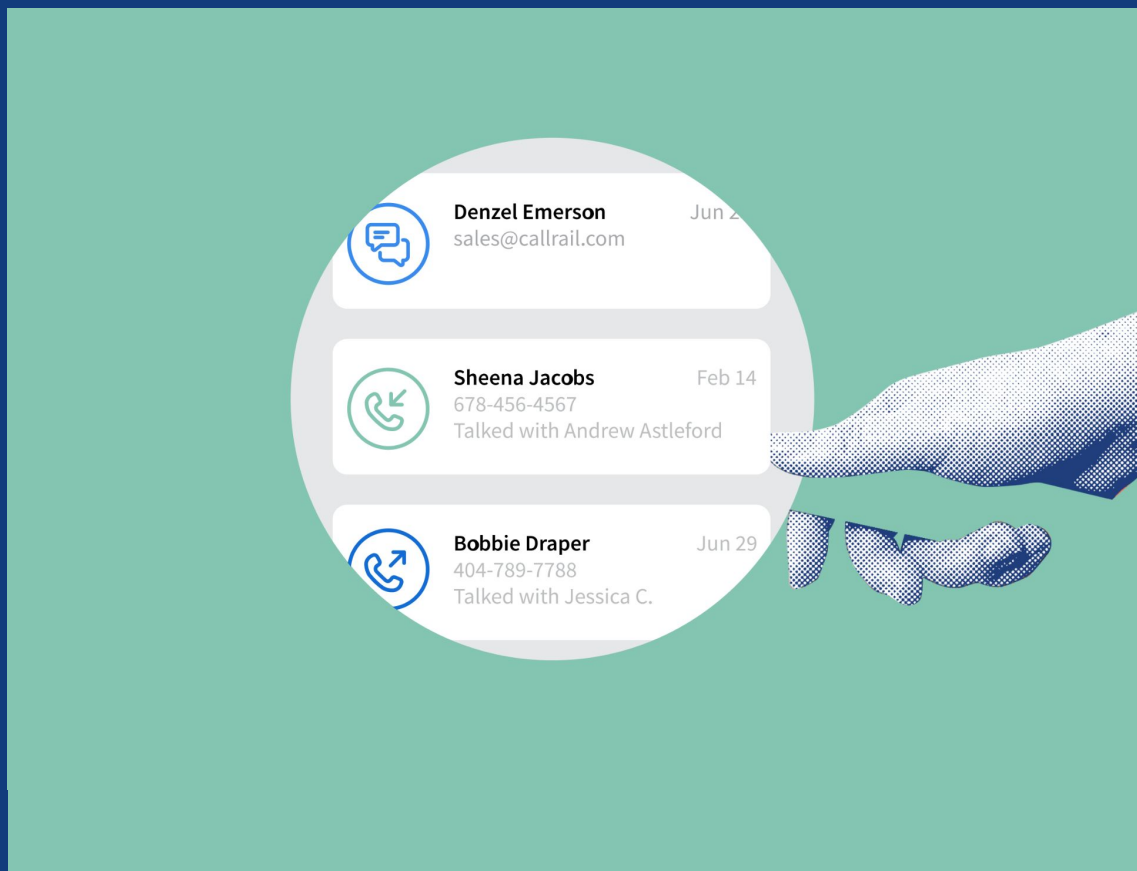 Denzel Emerson
Jun
sales@callrail.com
Sheena Jacobs
Feb 14
678-456-4567
Talked with Andrew Astleford
Bobbie Draper
Jun 29
404-789-7788
Talked with Jessica C.